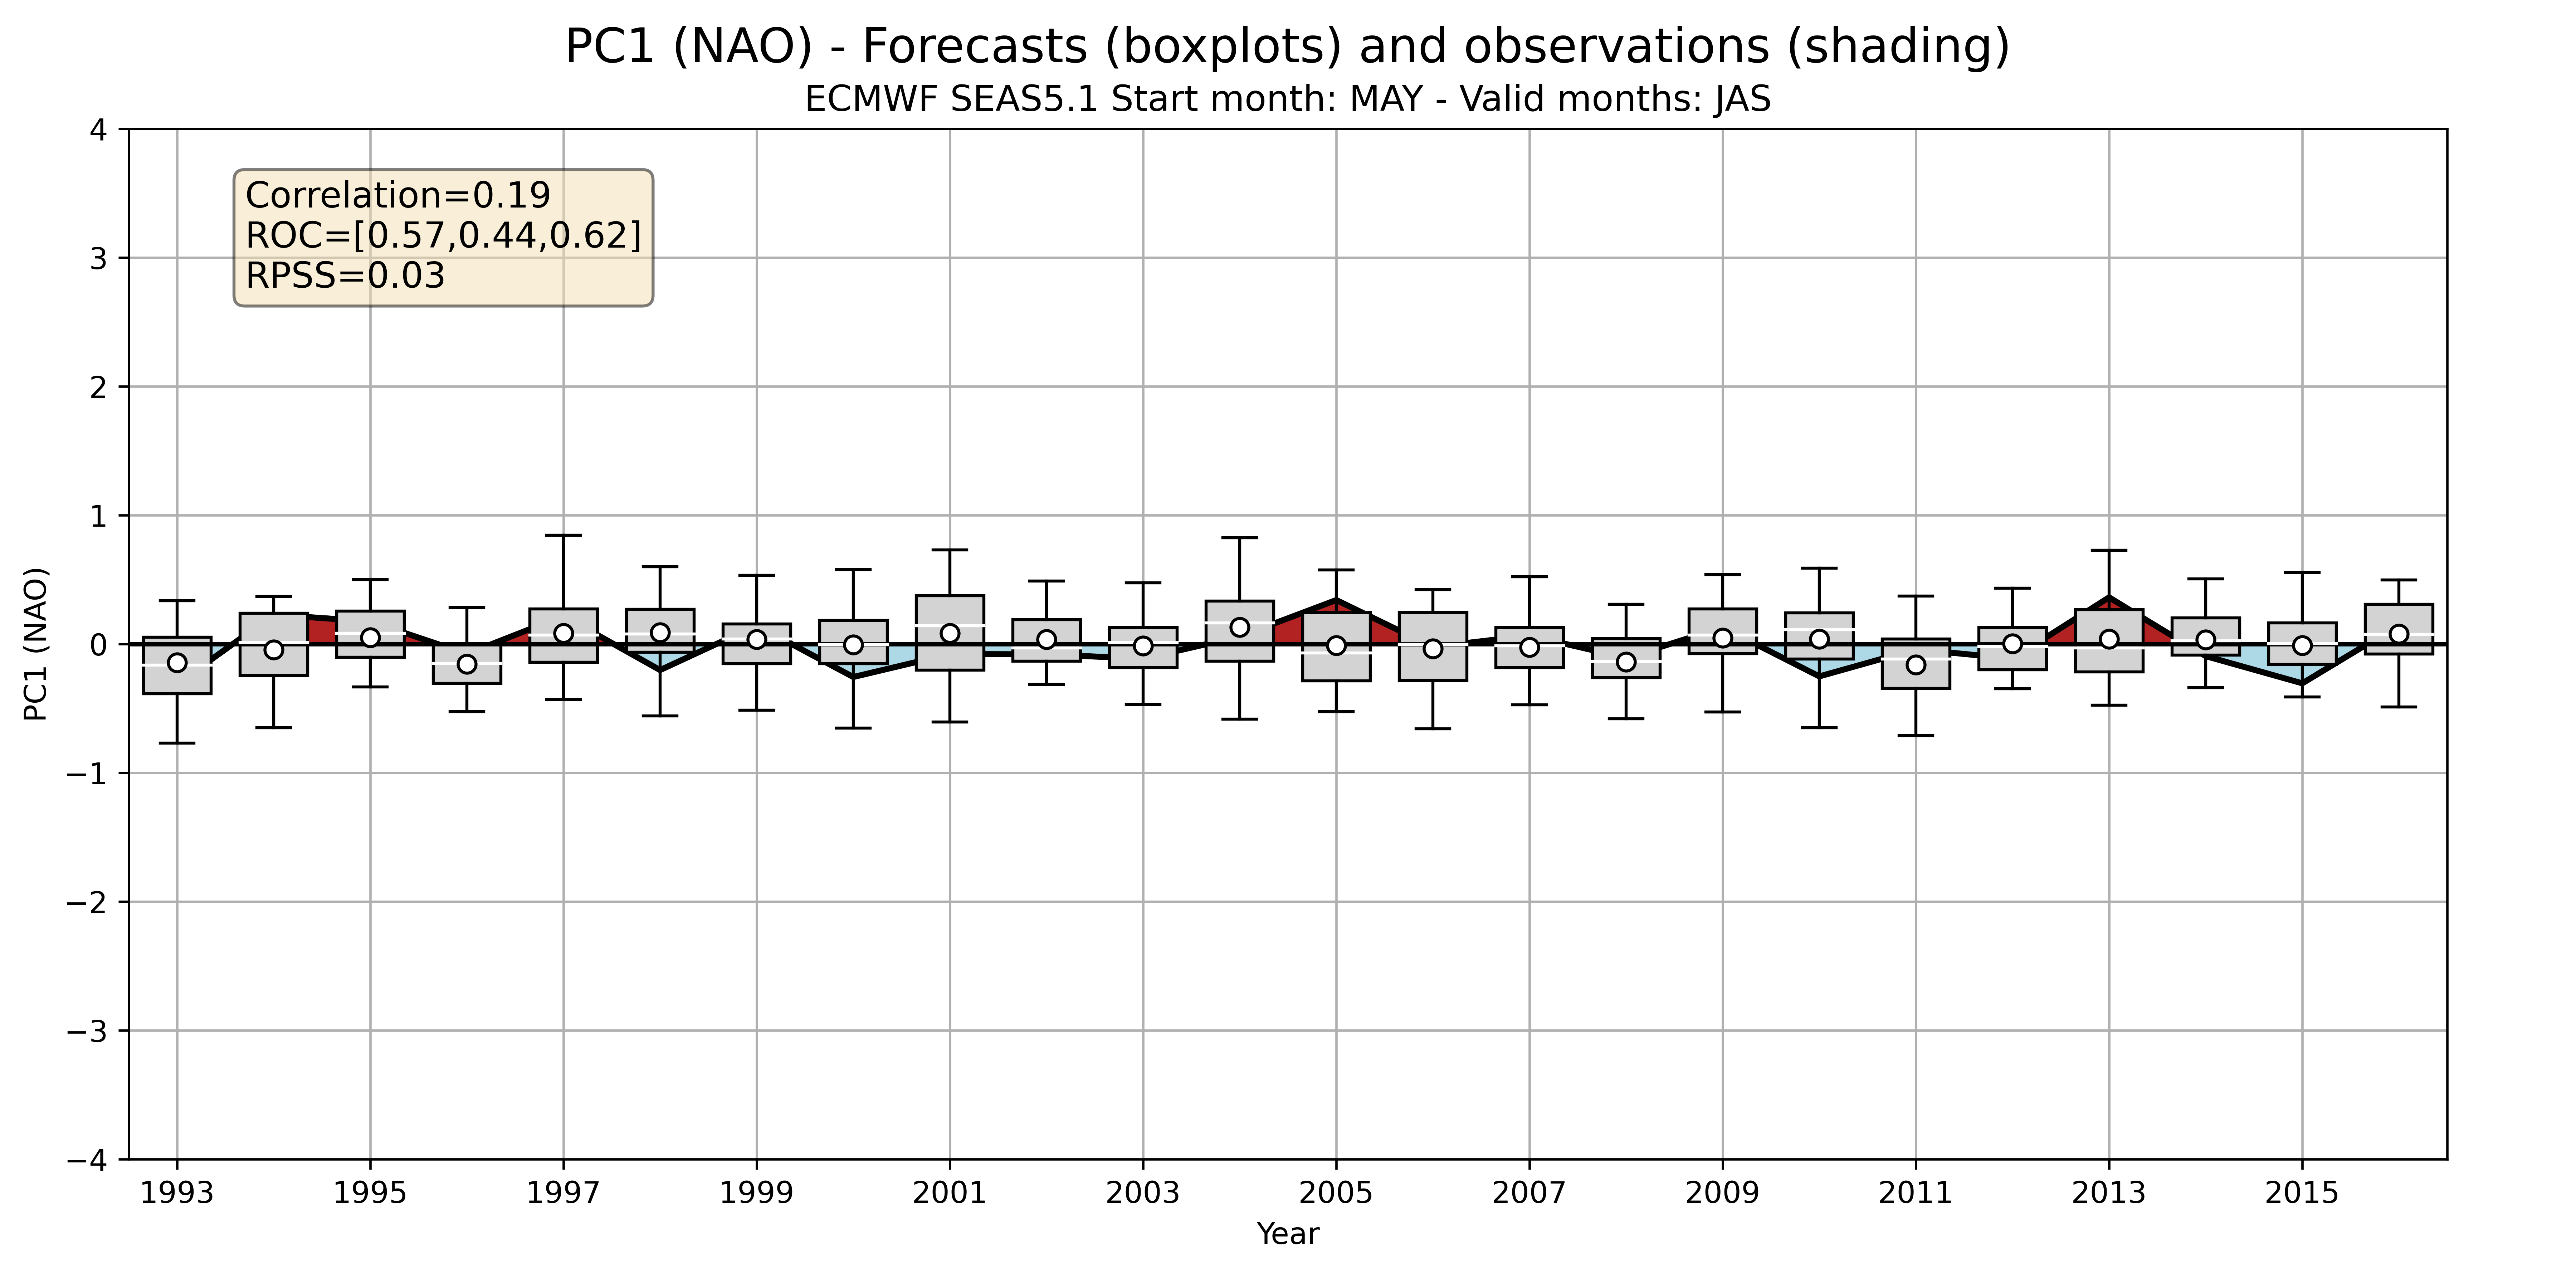 PC1 (NAO) - Forecasts (boxplots) and observations (shading)
ECMWF SEAS5.1 Start month: MAY - Valid months: JAS
Correlation=0.19
ROC=[0.57,0.44,0.62]
RPSS=0.03
PC1 (NAO)
4
3
2
1
0
−1
−2
−3
−4
1993 1995 1997 1999 2001 2003 2005 2007 2009 2011 2013 2015
Year